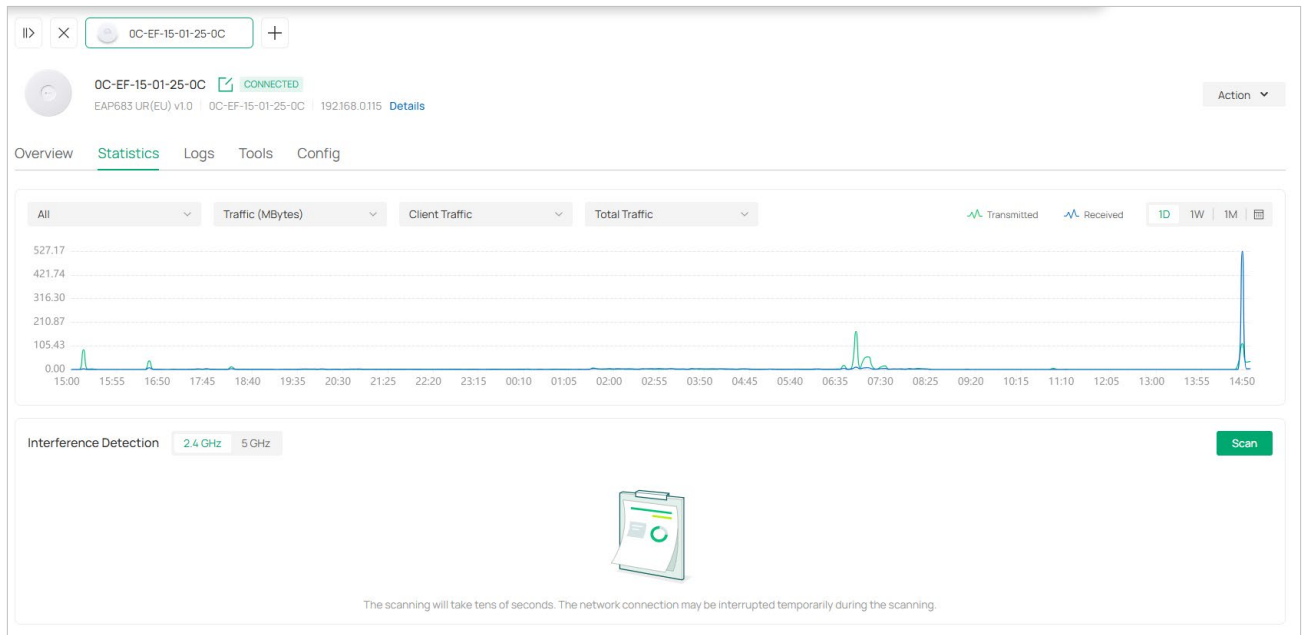 0C-EF-15-01-25-0C
0C-EF-15-01-25-0C CONNECTED
EAP683 UR(EU) v1.0 0C-EF-15-01-25-0C 192.168.0.115 Details
Action
Overview Statistics Logs Tools Config
All Traffic (MBytes) Client Traffic Total Traffic Transmitted Received 1D 1W 1M
527.17
421.74
316.30
210.87
105.43
0.00
15:00 15:55 16:50 17:45 18:40 19:35 20:30 21:25 22:20 23:15 00:10 01:05 02:00 02:55 03:50 04:45 05:40 06:35 07:30 08:25 09:20 10:15 11:10 12:05 13:00 13:55 14:50
Interference Detection 2.4 GHz 5 GHz Scan
The scanning will take tens of seconds. The network connection may be interrupted temporarily during the scanning.